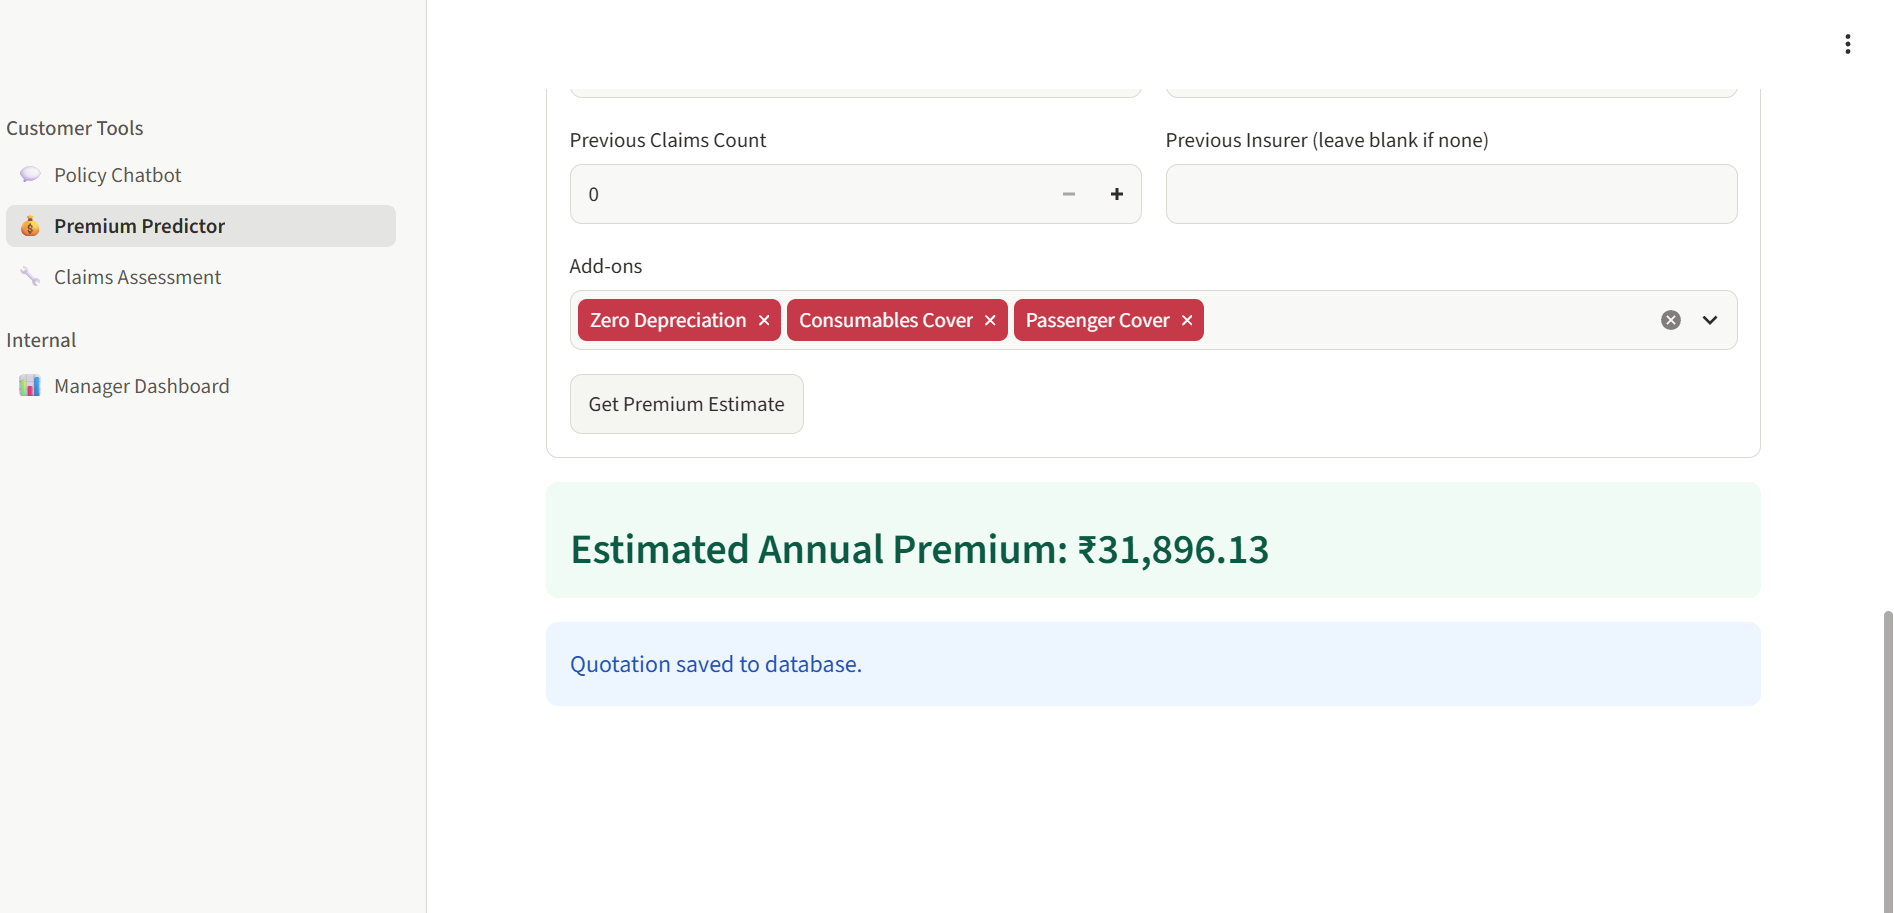 Customer Tools
Policy Chatbot
Premium Predictor
Claims Assessment
Internal
Manager Dashboard
Previous Claims Count
Previous Insurer (leave blank if none)
0
Add-ons
Zero Depreciation
Consumables Cover
Passenger Cover
Get Premium Estimate
Estimated Annual Premium: ₹31,896.13
Quotation saved to database.